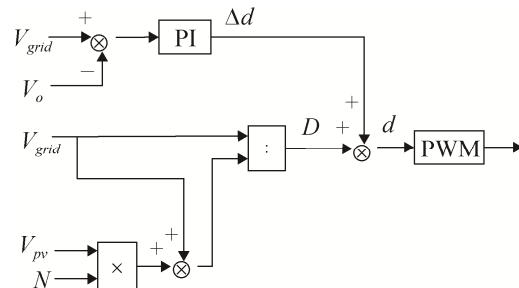 V_grid + Δd
PI
V_o −
+
V_grid D + d
: PWM
+
V_pv + 
N ×